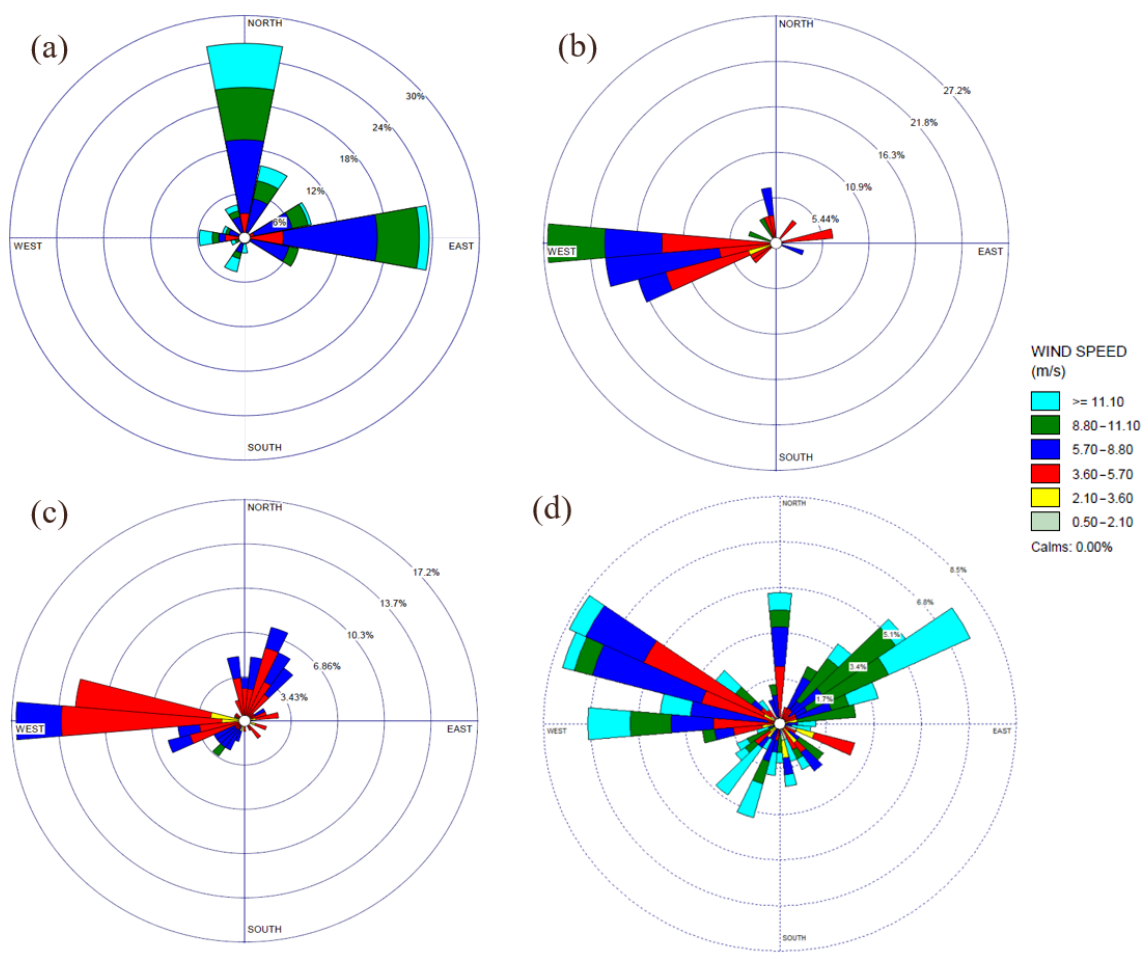 (a)
NORTH
30%
24%
18%
12%
6%
WEST
EAST
SOUTH
(b)
NORTH
27.2%
21.8%
16.3%
10.9%
5.44%
WEST
EAST
SOUTH
WIND SPEED
(m/s)
>= 11.10
8.80–11.10
5.70–8.80
3.60–5.70
2.10–3.60
0.50–2.10
Calms: 0.00%
(c)
NORTH
17.2%
13.7%
10.3%
6.86%
3.43%
WEST
EAST
SOUTH
(d)
NORTH
8.5%
6.8%
5.1%
3.4%
1.7%
WEST
EAST
SOUTH